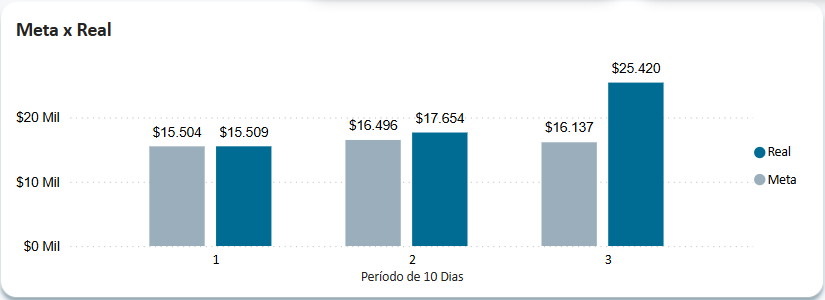 Meta x Real
$25.420
$20 Mil
$15.504 $15.509 $16.496 $17.654 $16.137
Real
$10 Mil
Meta
$0 Mil
1 2 3
Período de 10 Dias